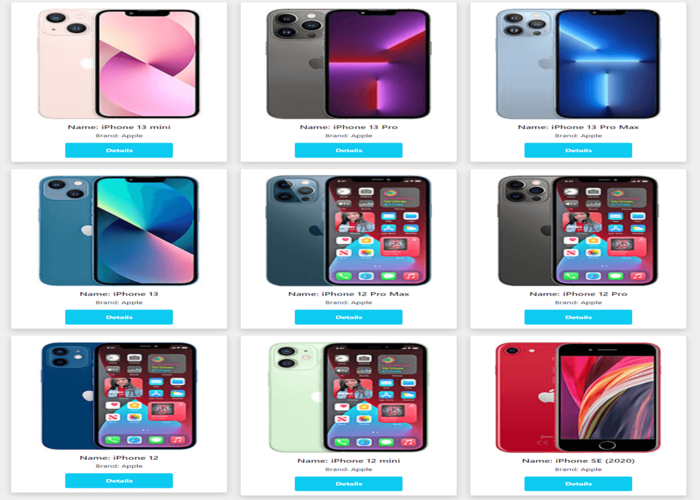 Name: iPhone 13 mini
Brand: Apple
Details
Name: iPhone 13 Pro
Brand: Apple
Details
Name: iPhone 13 Pro Max
Brand: Apple
Details
Name: iPhone 13
Brand: Apple
Details
Name: iPhone 12 Pro Max
Brand: Apple
Details
Name: iPhone 12 Pro
Brand: Apple
Details
Name: iPhone 12
Brand: Apple
Details
Name: iPhone 12 mini
Brand: Apple
Details
Name: iPhone SE (2020)
Brand: Apple
Details